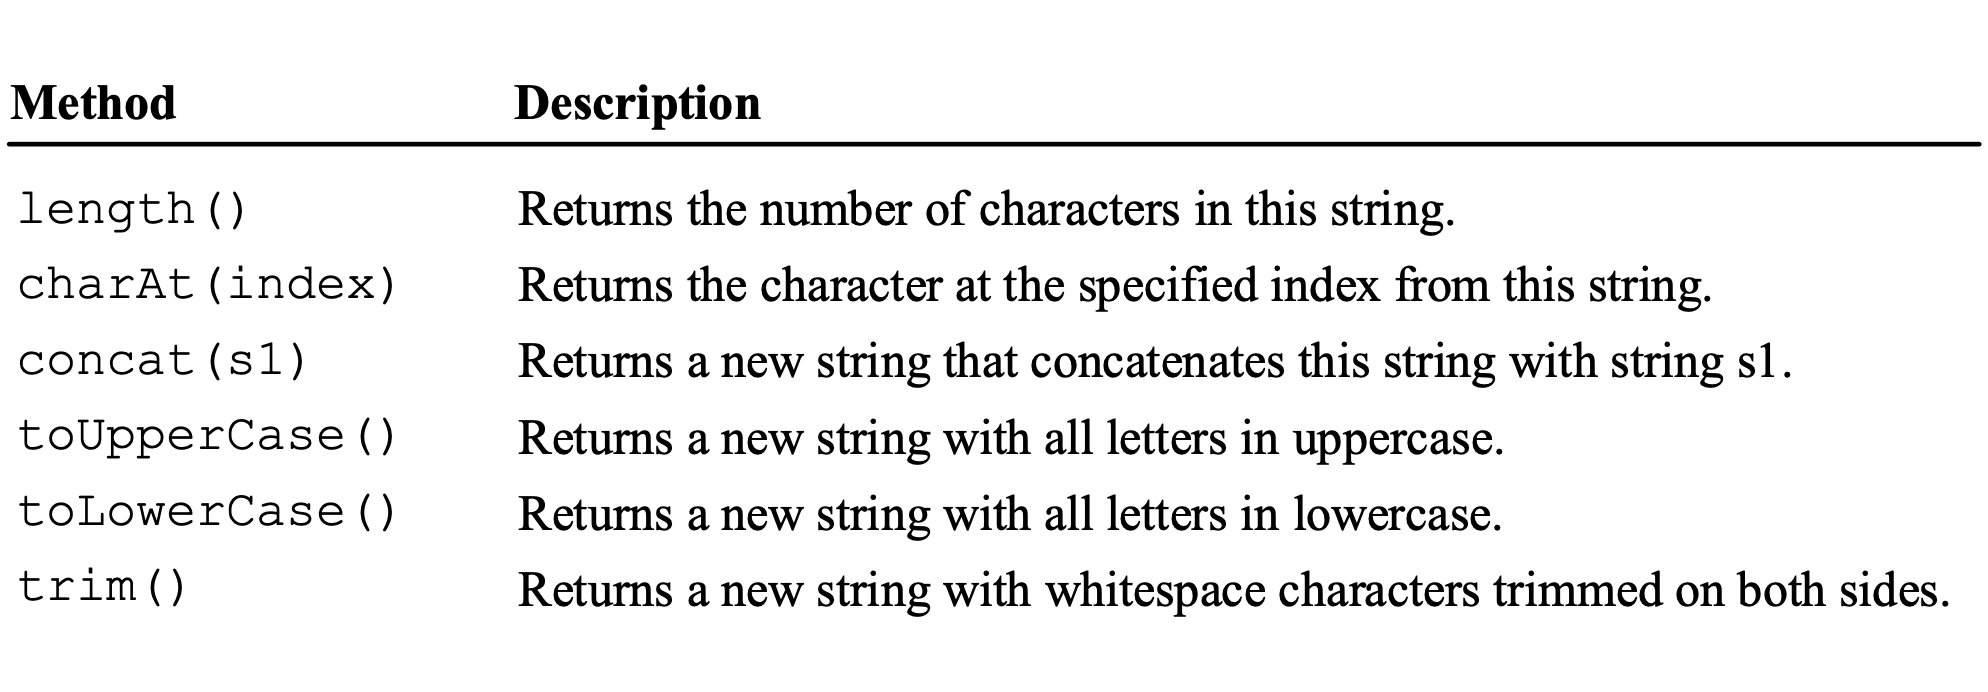 Method Description
length() Returns the number of characters in this string.
charAt(index) Returns the character at the specified index from this string.
concat(s1) Returns a new string that concatenates this string with string s1.
toUpperCase() Returns a new string with all letters in uppercase.
toLowerCase() Returns a new string with all letters in lowercase.
trim() Returns a new string with whitespace characters trimmed on both sides.